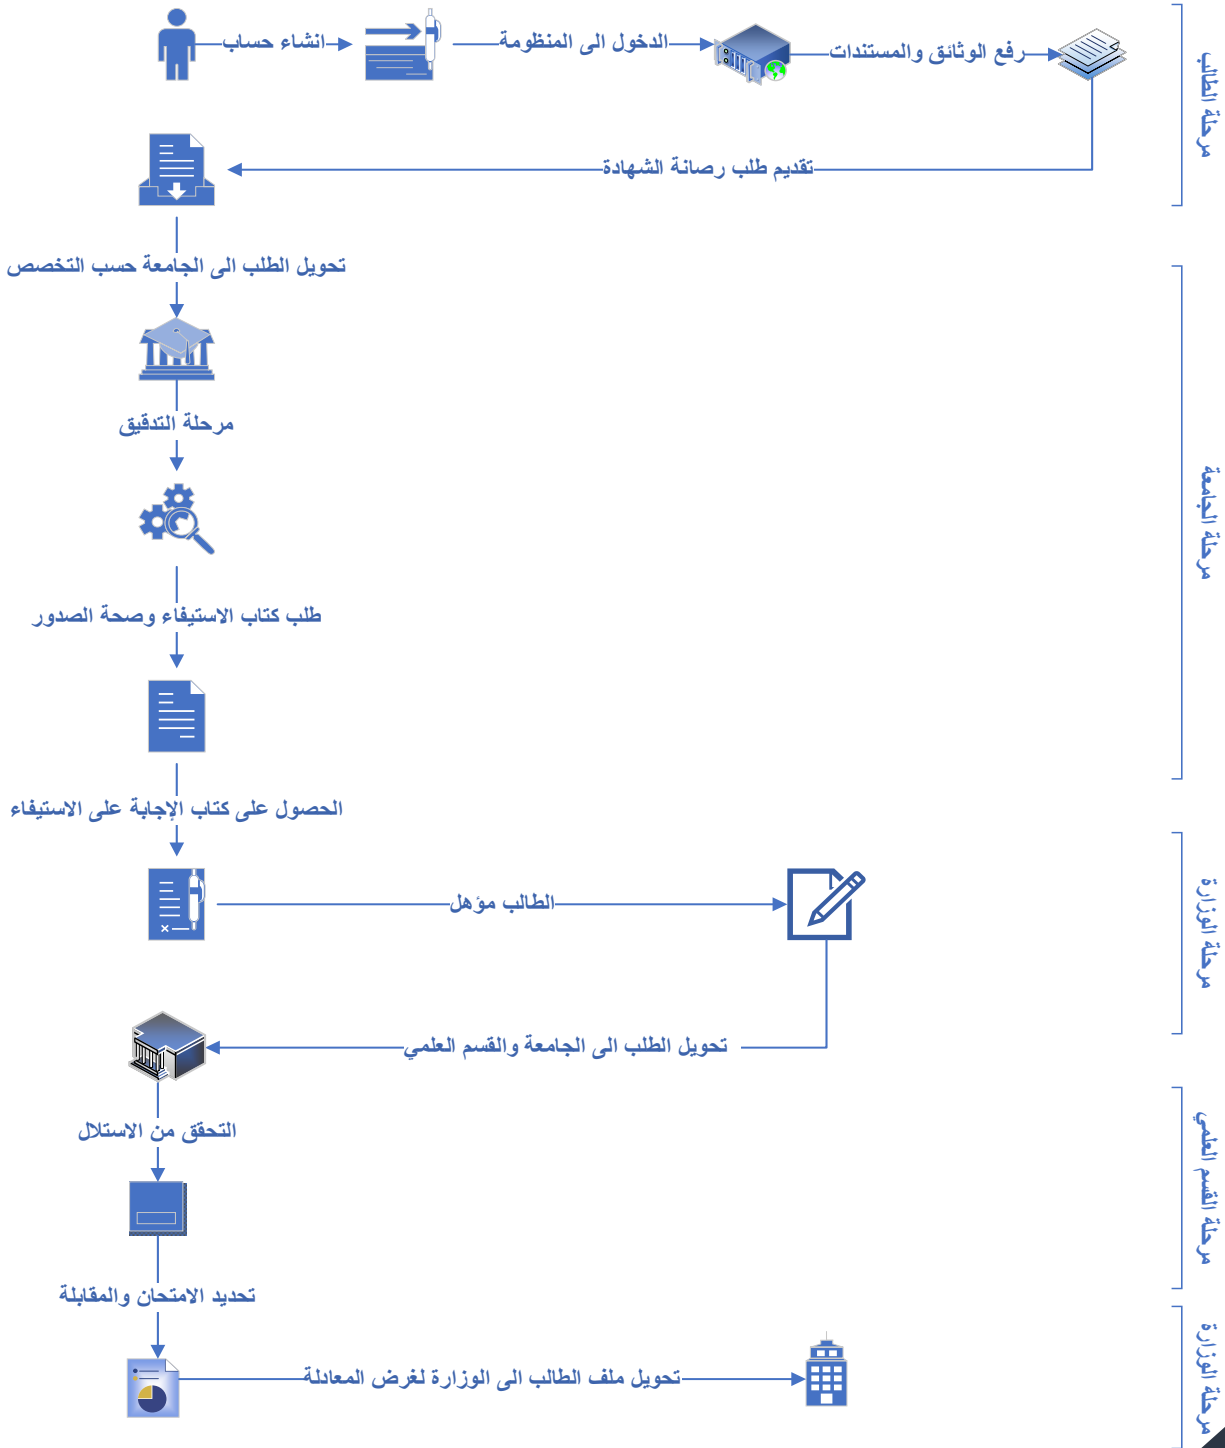 انشاء حساب
الدخول الى المنظومة
رفع الوثائق والمستندات
مرحلة الطالب
تقديم طلب رصانة الشهادة
تحويل الطلب الى الجامعة حسب التخصص
مرحلة التدقيق
مرحلة الجامعة
طلب كتاب الاستيفاء وصحة الصدور
الحصول على كتاب الإجابة على الاستيفاء
الطالب مؤهل
مرحلة الوزارة
تحويل الطلب الى الجامعة والقسم العلمي
التحقق من الاستلال
مرحلة القسم العلمي
تحديد الامتحان والمقابلة
تحويل ملف الطالب الى الوزارة لغرض المعادلة
مرحلة الوزارة